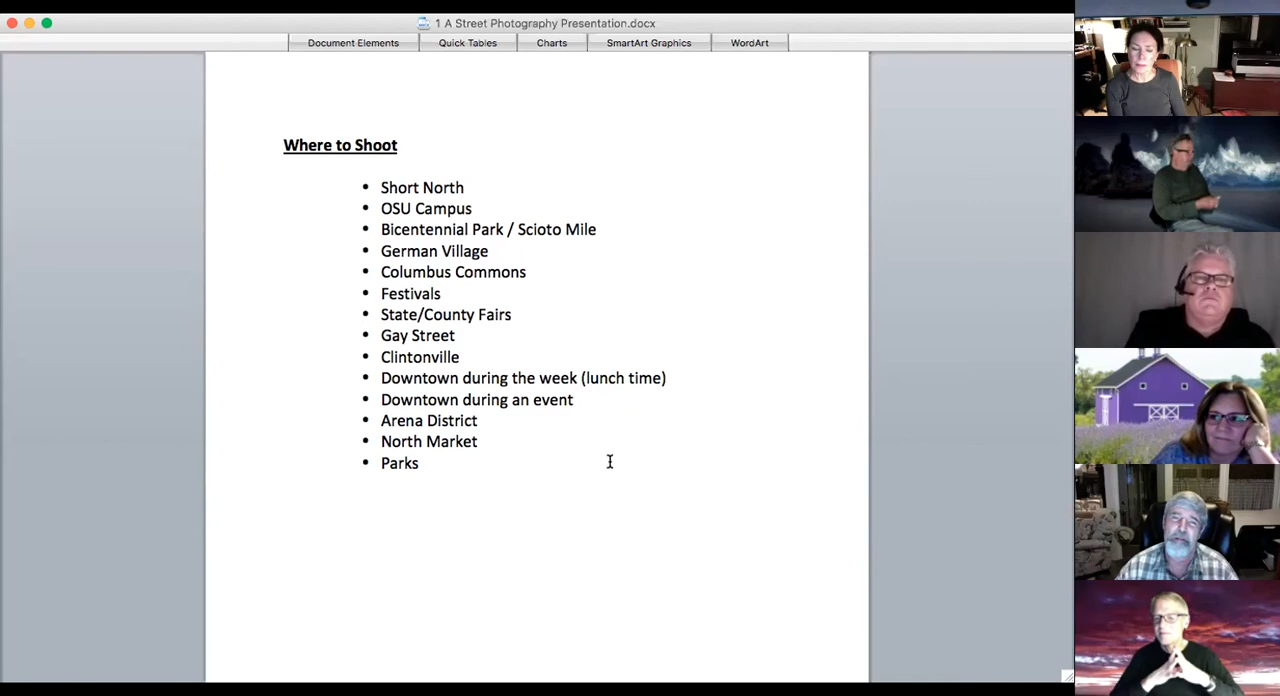 1 A Street Photography Presentation.docx
Document Elements
Quick Tables
Charts
SmartArt Graphics
WordArt
Where to Shoot
• Short North
• OSU Campus
• Bicentennial Park / Scioto Mile
• German Village
• Columbus Commons
• Festivals
• State/County Fairs
• Gay Street
• Clintonville
• Downtown during the week (lunch time)
• Downtown during an event
• Arena District
• North Market
• Parks